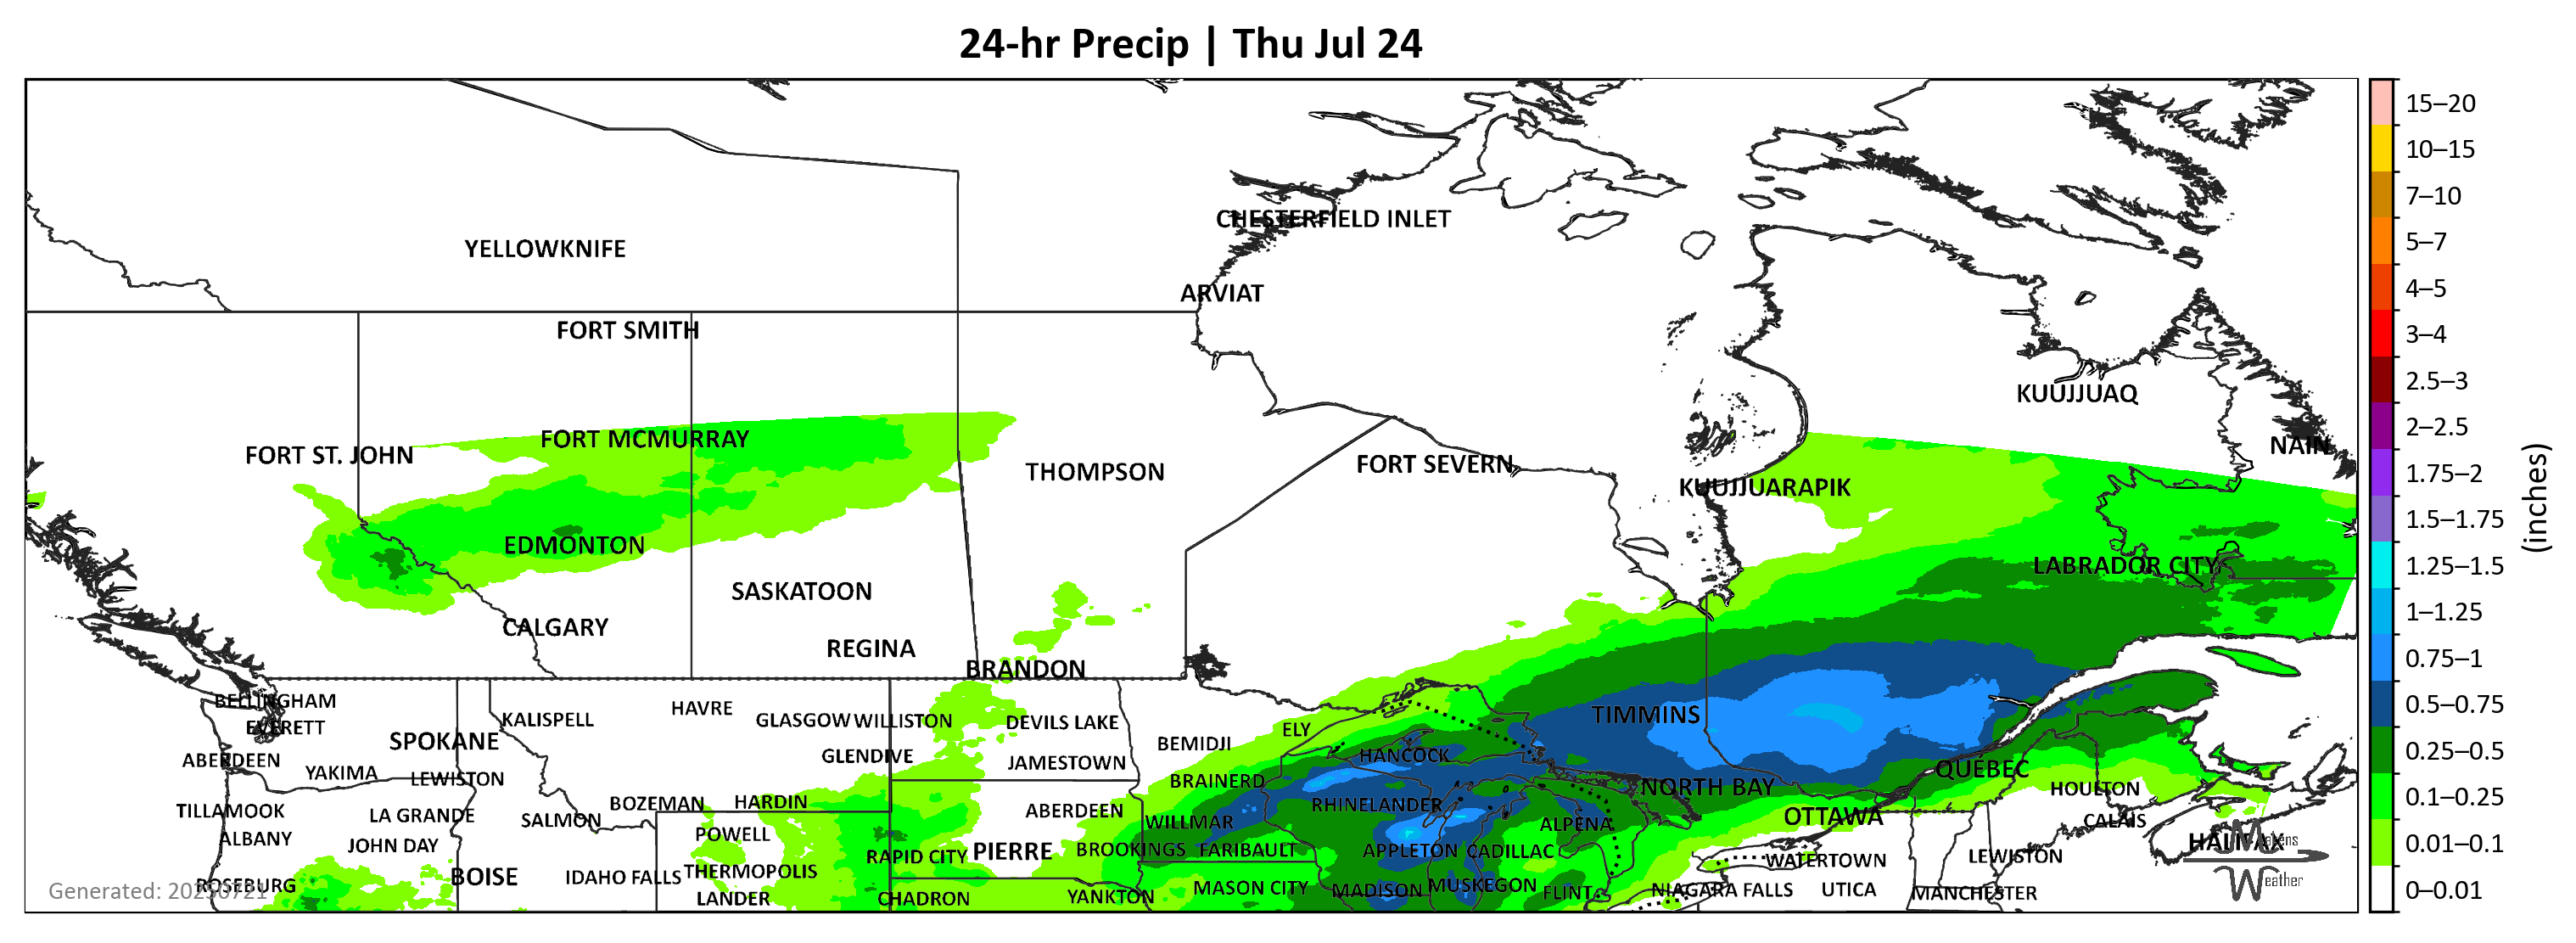 24-hr Precip | Thu Jul 24
15–20
10–15
7–10
5–7
4–5
3–4
2.5–3
2–2.5
1.75–2
1.5–1.75
1.25–1.5
1–1.25
0.75–1
0.5–0.75
0.25–0.5
0.1–0.25
0.01–0.1
0–0.01
(inches)
CHESTERFIELD INLET
YELLOWKNIFE
ARVIAT
FORT SMITH
KUUJJUAQ
FORT MCMURRAY
NAIN
FORT ST. JOHN
FORT SEVERN
THOMPSON
KUUJJUARAPIK
EDMONTON
LABRADOR CITY
SASKATOON
CALGARY
REGINA
BRANDON
BELLINGHAM
HAVRE
TIMMINS
KALISPELL
GLASGOW
WILLISTON
DEVILS LAKE
EVERETT
ELY
SPOKANE
BEMIDJI
GLENDIVE
HANCOCK
ABERDEEN
JAMESTOWN
QUÉBEC
YAKIMA
LEWISTON
BRAINERD
NORTH BAY
HOULTON
BOZEMAN
HARDIN
RHINELANDER
TILLAMOOK
LA GRANDE
SALMON
ABERDEEN
WILLMAR
ALPENA
OTTAWA
CALAIS
ALBANY
POWELL
JOHN DAY
HALIFAX
Makens
Weather
RAPID CITY
PIERRE
BROOKINGS
FARIBAULT
APPLETON
CADILLAC
WATERTOWN
LEWISTON
BOISE
IDAHO FALLS
THERMOPOLIS
ROSEBURG
MASON CITY
MADISON
MUSKEGON
FLINT
NIAGARA FALLS
UTICA
MANCHESTER
Generated: 20250721
LANDER
CHADRON
YANKTON